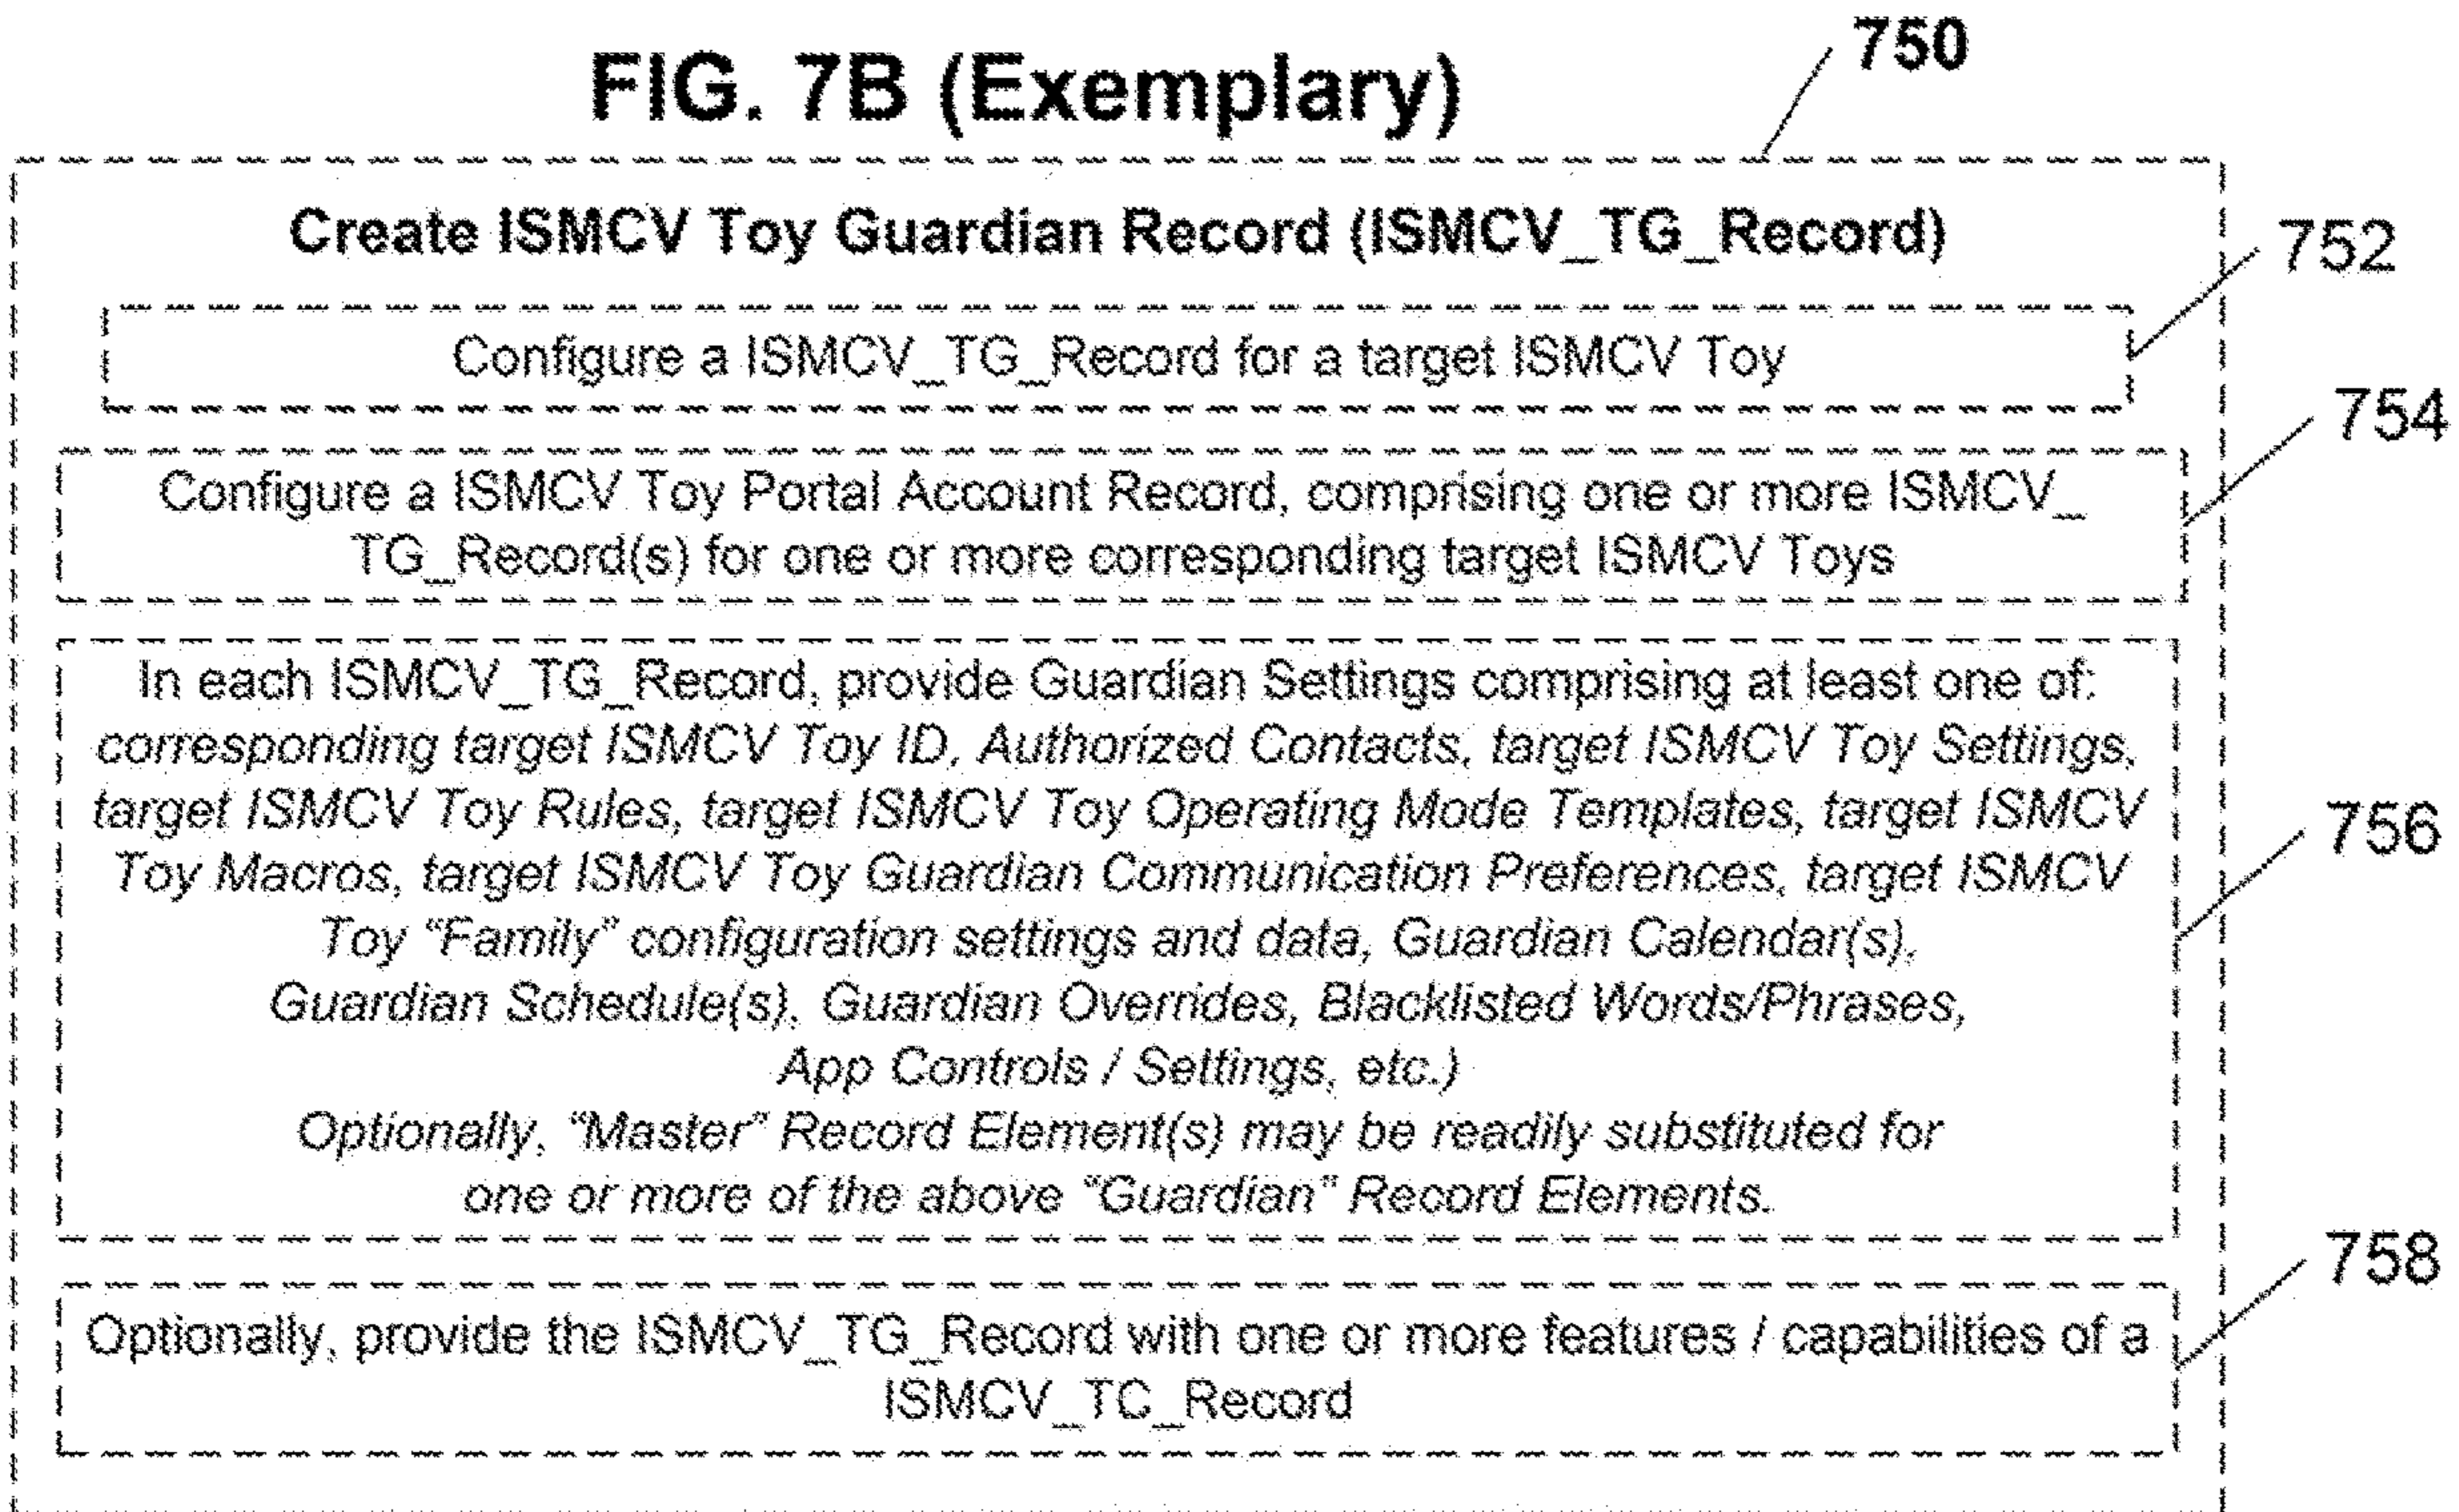 750
FIG. 7B (Exemplary)
Create ISMCV Toy Guardian Record (ISMCV_TG_Record)
752
Configure a ISMCV_TG_Record for a target ISMCV Toy
754
Configure a ISMCV Toy Portal Account Record, comprising one or more ISMCV_
TG_Record(s) for one or more corresponding target ISMCV Toys
In each ISMCV_TG_Record, provide Guardian Settings comprising at least one of:
corresponding target ISMCV Toy ID, Authorized Contacts, target ISMCV Toy Settings,
target ISMCV Toy Rules, target ISMCV Toy Operating Mode Templates, target ISMCV
756
Toy Macros, target ISMCV Toy Guardian Communication Preferences, target ISMCV
Toy “Family” configuration settings and data, Guardian Calendar(s),
Guardian Schedule(s), Guardian Overrides, Blacklisted Words/Phrases,
App Controls / Settings, etc.)
Optionally, “Master” Record Element(s) may be readily substituted for
one or more of the above “Guardian” Record Elements.
758
Optionally, provide the ISMCV_TG_Record with one or more features / capabilities of a
ISMCV_TC_Record